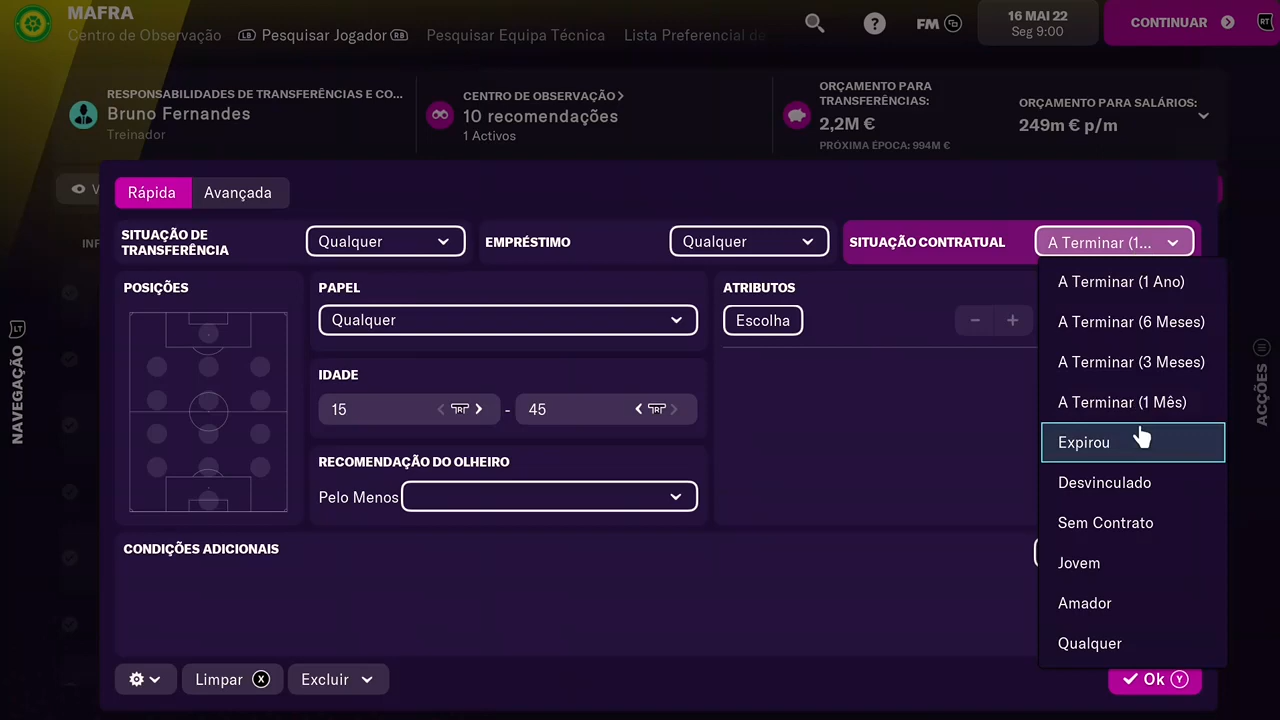 MAFRA
Centro de Observação
LB Pesquisar Jogador RB
Pesquisar Equipa Técnica
Lista Preferencial de
FM
16 MAI 22
Seg 9:00
CONTINUAR
RT
RESPONSABILIDADES DE TRANSFERÊNCIAS E CO...
Bruno Fernandes
Treinador
CENTRO DE OBSERVAÇÃO
10 recomendações
1 Activos
ORÇAMENTO PARA
TRANSFERÊNCIAS:
2,2M €
PRÓXIMA ÉPOCA: 994M €
ORÇAMENTO PARA SALÁRIOS:
249m € p/m
V
Rápida
Avançada
INF
SITUAÇÃO DE
TRANSFERÊNCIA
Qualquer
EMPRÉSTIMO
Qualquer
SITUAÇÃO CONTRATUAL
A Terminar (1...
A Terminar (1 Ano)
A Terminar (6 Meses)
A Terminar (3 Meses)
A Terminar (1 Mês)
Expirou
Desvinculado
Sem Contrato
Jovem
Amador
Qualquer
POSIÇÕES
PAPEL
Qualquer
ATRIBUTOS
Escolha
IDADE
15
-
45
RECOMENDAÇÃO DO OLHEIRO
Pelo Menos
CONDIÇÕES ADICIONAIS
Limpar X
Excluir
Ok Y
LT
NAVEGAÇÃO
ACÇÕES